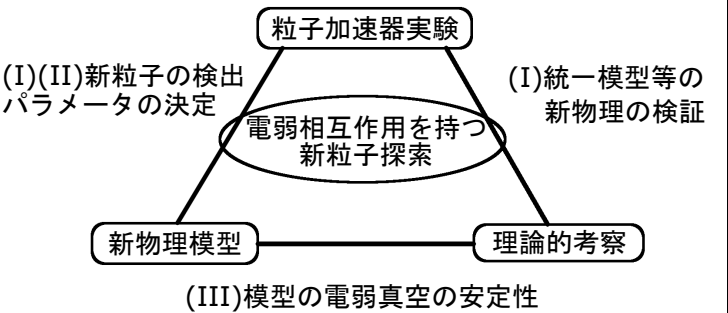 粒子加速器実験
(I)(II)新粒子の検出
パラメータの決定
(I)統一模型等の
新物理の検証
電弱相互作用を持つ
新粒子探索
新物理模型
理論的考察
(III)模型の電弱真空の安定性